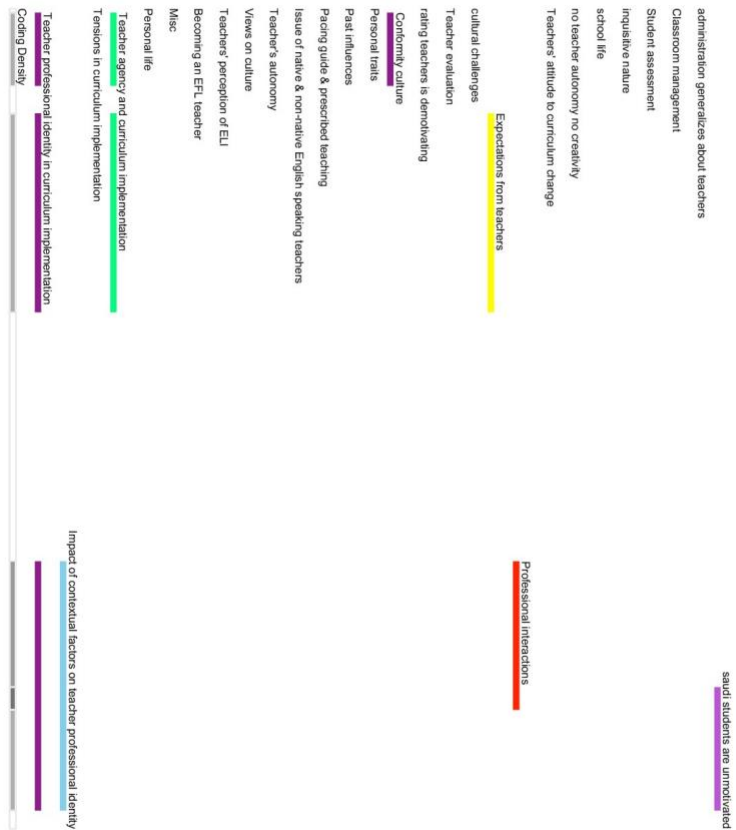 Coding Density
Teacher professional identity in curriculum implementation
Impact of contextual factors on teacher professional identity
Tensions in curriculum implementation
Teacher agency and curriculum implementation
Personal life
Misc
Becoming an EFL teacher
Teachers' perception of ELI
Views on culture
Teacher's autonomy
Issue of native & non-native English speaking teachers
Pacing guide & prescribed teaching
Past influences
Personal traits
Conformity culture
rating teachers is demotivating
Teacher evaluation
cultural challenges
Expectations from teachers
Professional interactions
Teachers' attitude to curriculum change
no teacher autonomy no creativity
school life
inquisitive nature
Student assessment
Classroom management
administration generalizes about teachers
saudi students are unmotivated